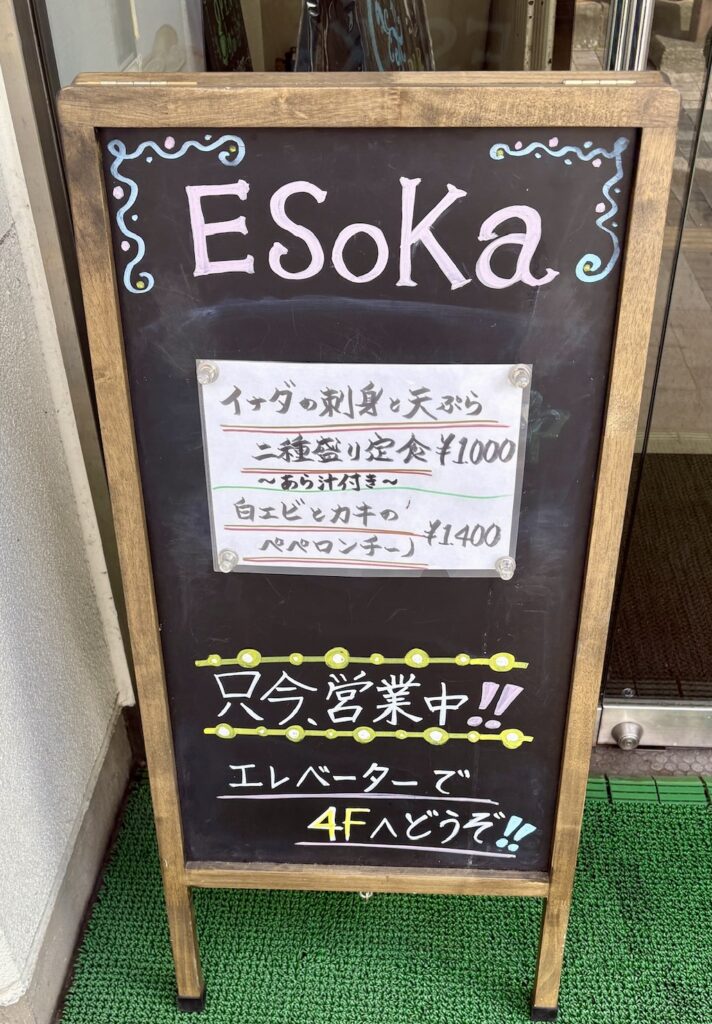 ESoKa
イナダの刺身と天ぷら
二種盛り定食 ¥1000
～あら汁付き～
白エビとカキの
ペペロンチーノ ¥1400
只今、営業中!!
エレベーターで
4Fへどうぞ!!